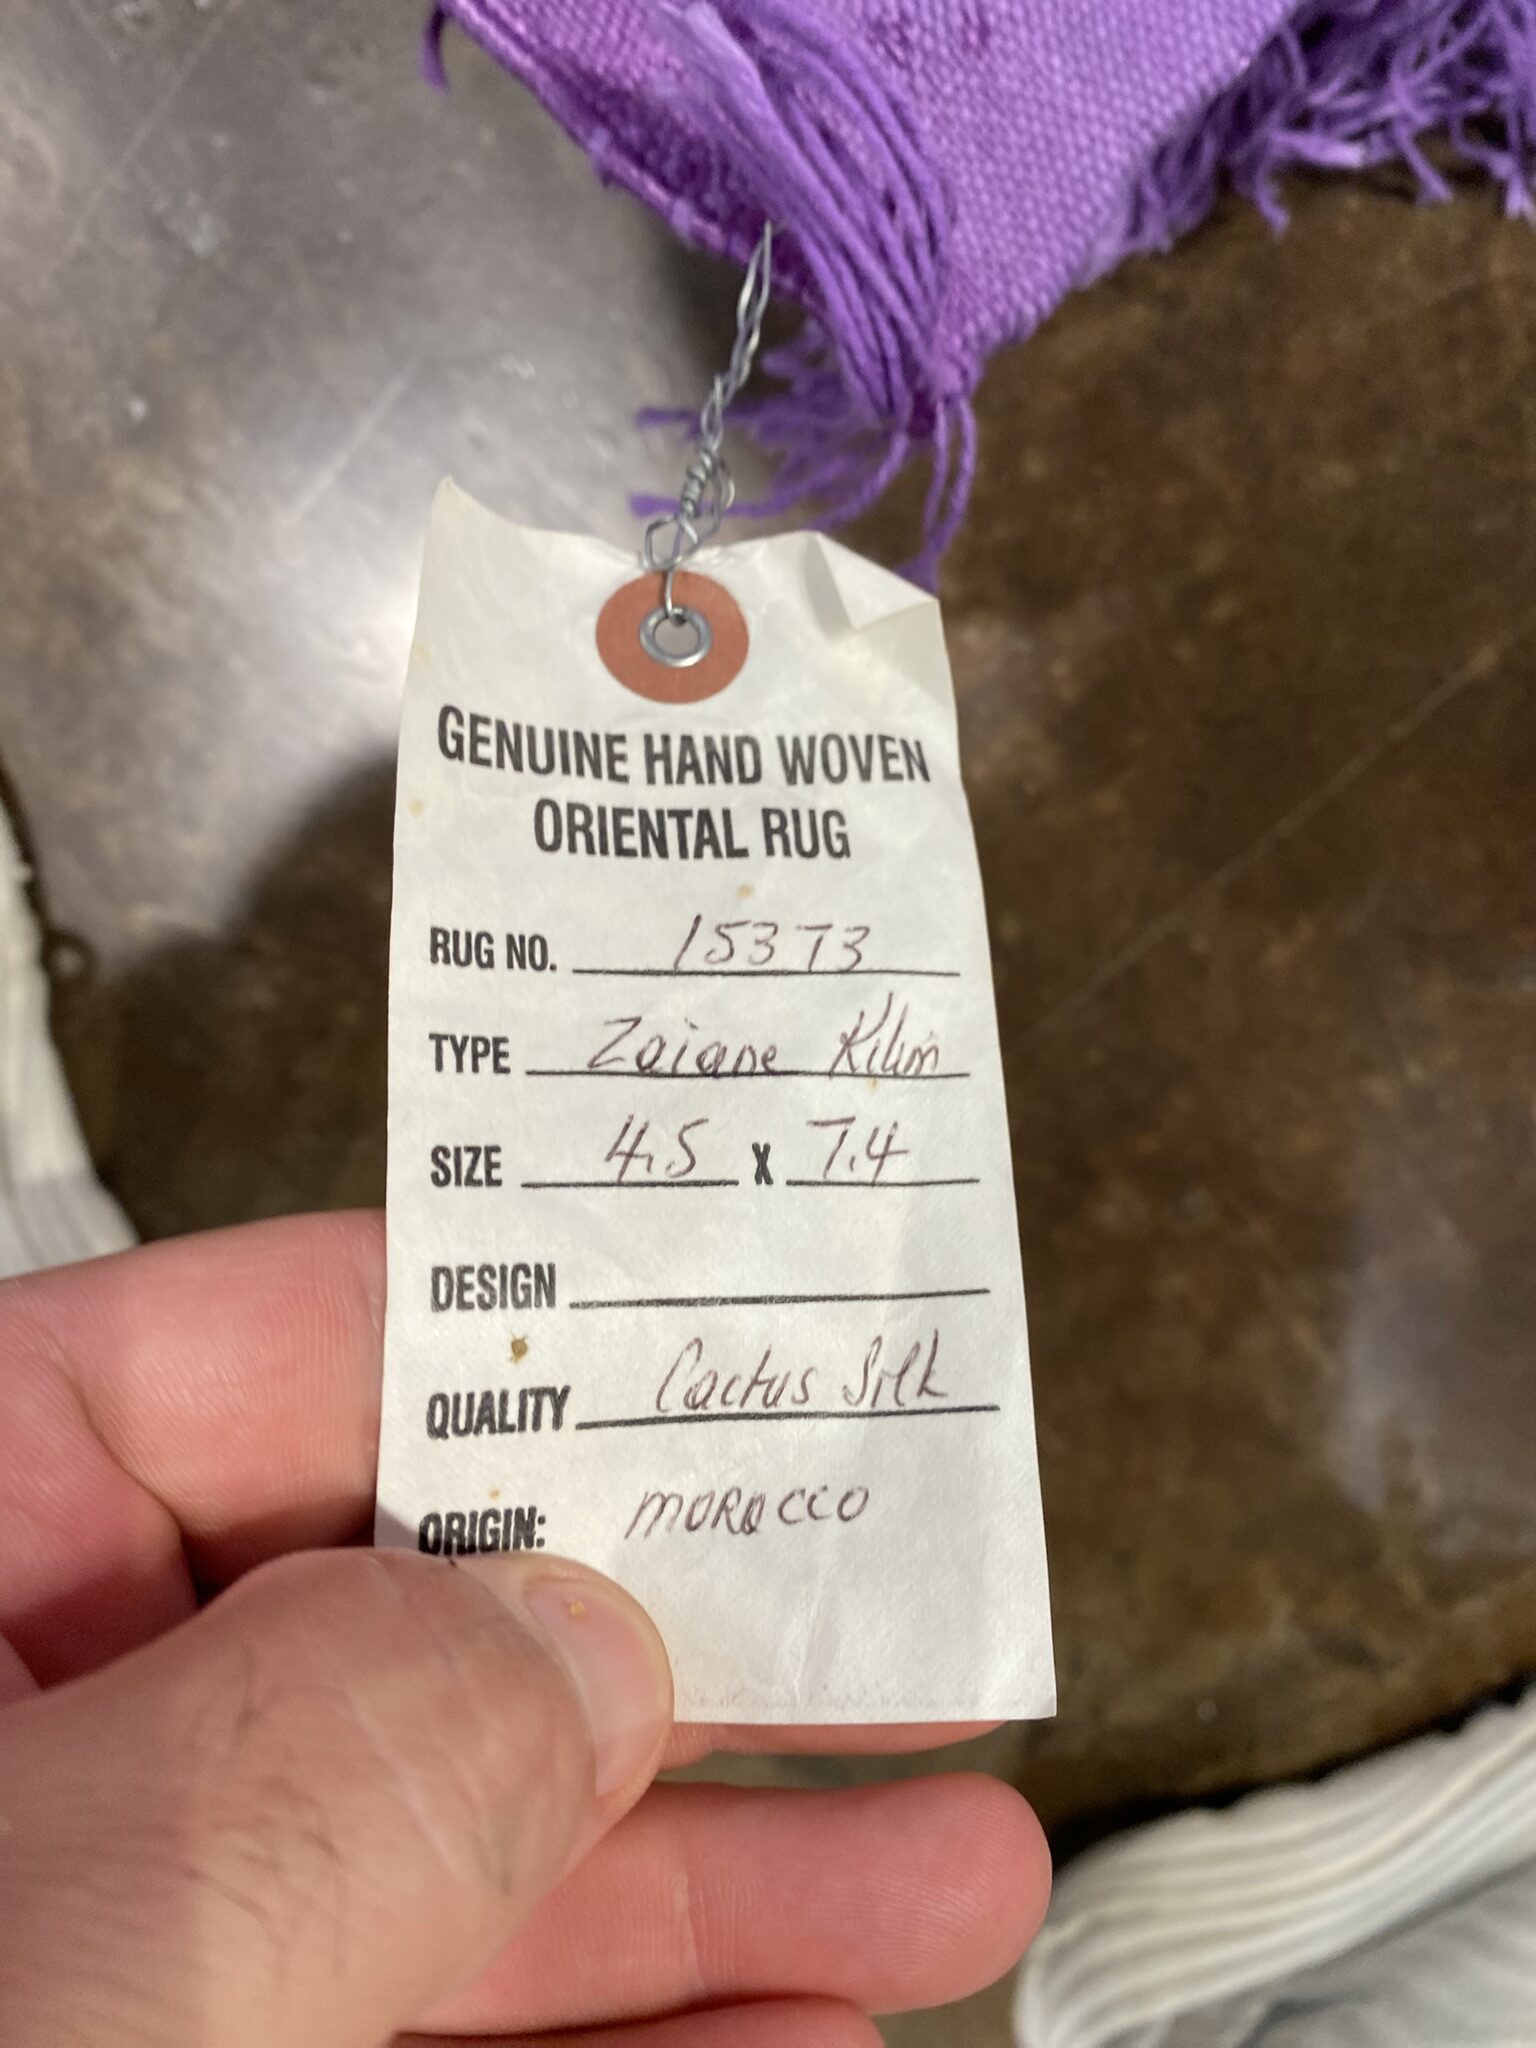 GENUINE HAND WOVEN
ORIENTAL RUG
RUG NO. 15373
TYPE Zaiane Kilim
SIZE 4.5 X 7.4
DESIGN
QUALITY Cactus Silk
ORIGIN: MOROCCO